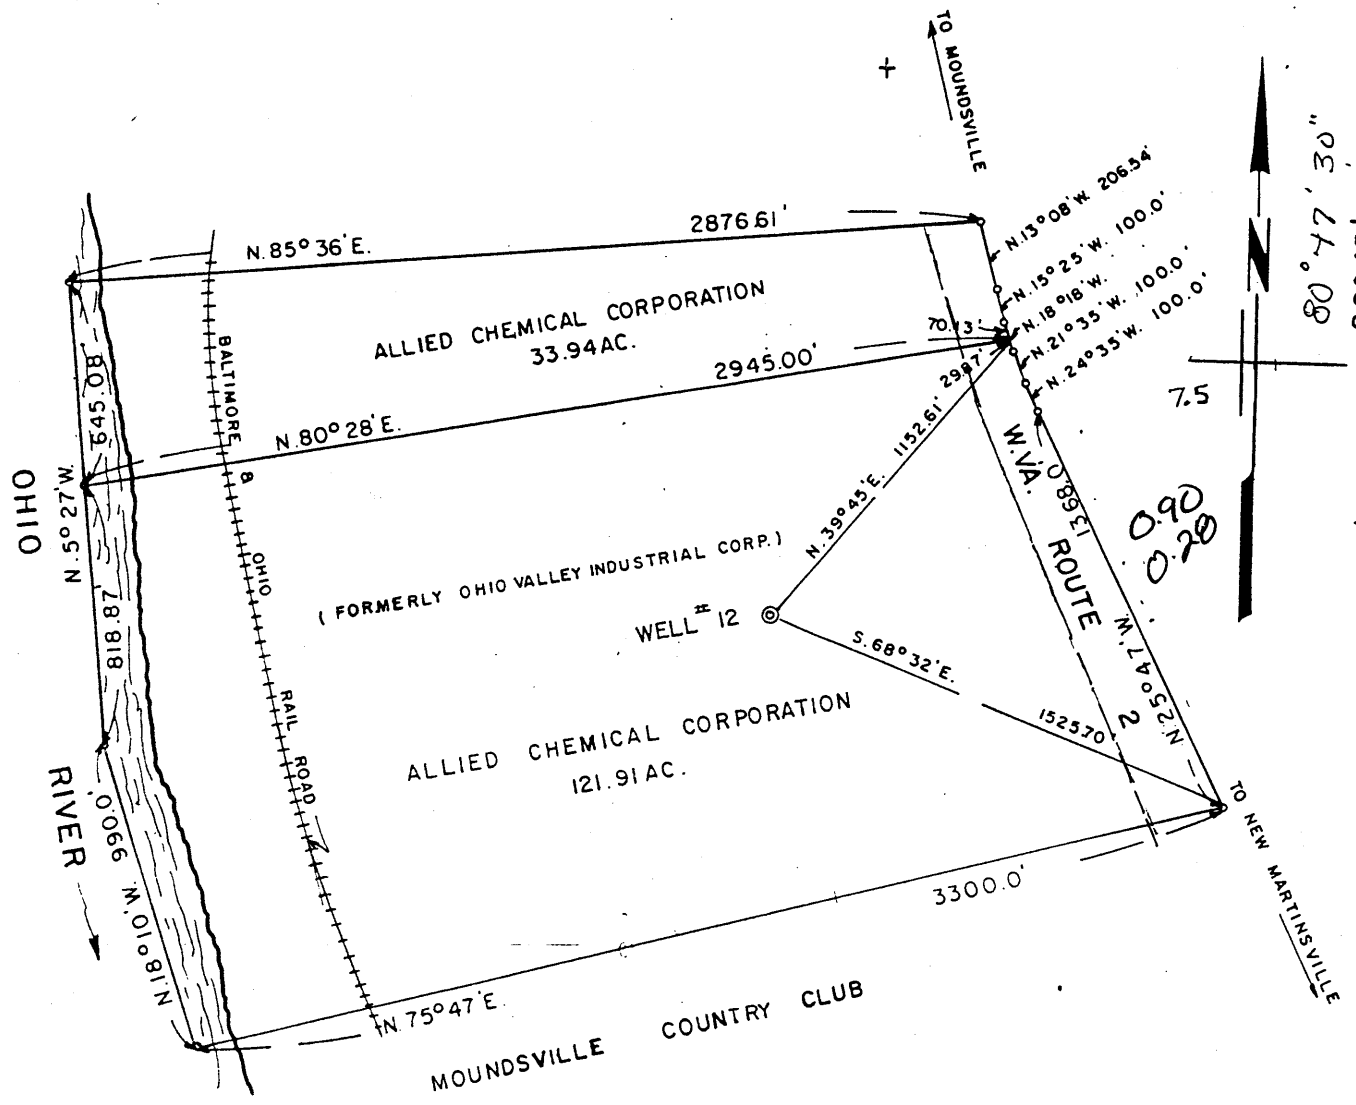 TO MOUNDSVILLE
+
80° 47' 30"
N.13°08'W. 206.54'
N.15°25'W. 100.0'
N.18°18'W.
N.21°35'W. 100.0'
N.24°35'W. 100.0'
N
N.85°36'E.
2876.61'
ALLIED CHEMICAL CORPORATION
33.94AC.
70.13'
29.87'
2945.00'
N.80°28'E.
BALTIMORE & OHIO RAIL ROAD
645.08'
N.5°27'W.
818.87'
OHIO
RIVER
7.5
0.90
0.28
N.39°45'E. 1152.61'
W.VA. ROUTE 2
1368.0
N.25°47'W.
(FORMERLY OHIO VALLEY INDUSTRIAL CORP.)
WELL # 12
S.68°32'E.
1525.70'
ALLIED CHEMICAL CORPORATION
121.91 AC.
TO NEW MARTINSVILLE
990.0'
N.18°10'W.
3300.0'
N.75°47'E.
MOUNDSVILLE COUNTRY CLUB